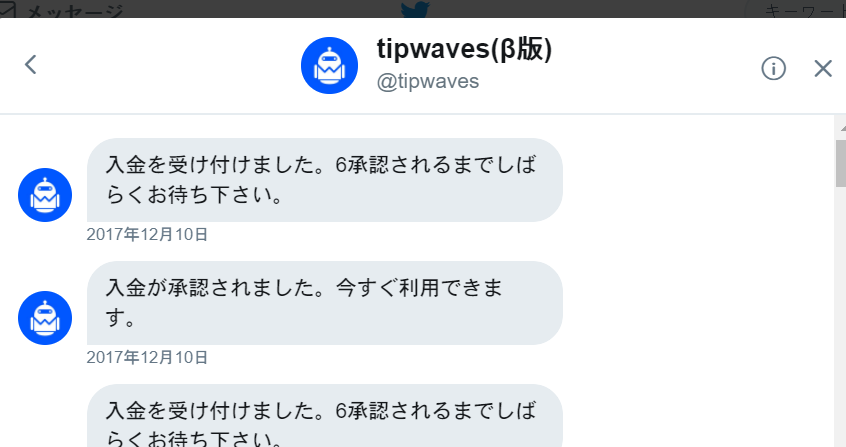 メッセージ
キーワード
tipwaves(β版)
@tipwaves
入金を受け付けました。6承認されるまでしば
らくお待ち下さい。
2017年12月10日
入金が承認されました。今すぐ利用できま
す。
2017年12月10日
入金を受け付けました。6承認されるまでしば
らくお待ち下さい。